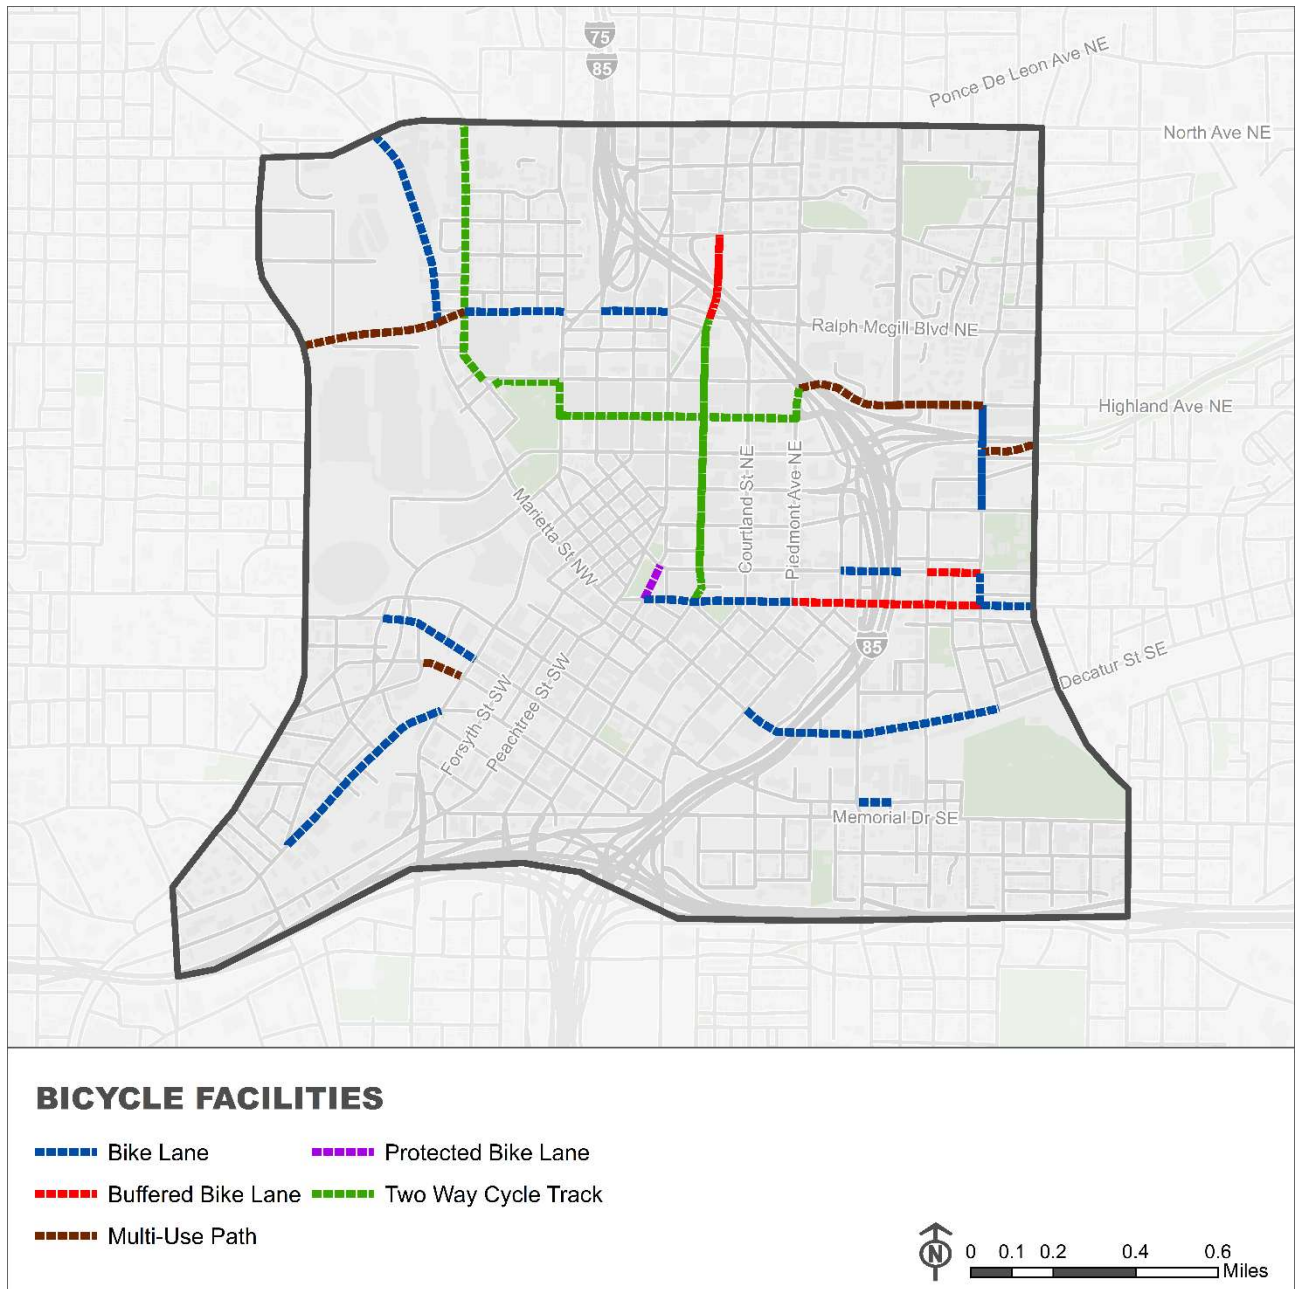 75
85
Ponce De Leon Ave NE
North Ave NE
Ralph Mcgill Blvd NE
Highland Ave NE
Courtland St NE
Piedmont Ave NE
Marietta St NW
85
Decatur St SE
Forsyth St SW
Peachtree St SW
Memorial Dr SE
BICYCLE FACILITIES
Bike Lane
Protected Bike Lane
Buffered Bike Lane
Two Way Cycle Track
Multi-Use Path
N
0 0.1 0.2 0.4 0.6
Miles